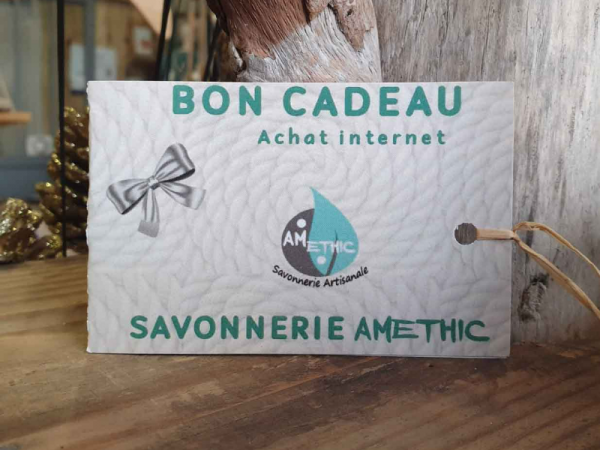 BON CADEAU
Achat internet
AMETHIC
Savonnerie Artisanale
SAVONNERIE AMETHIC